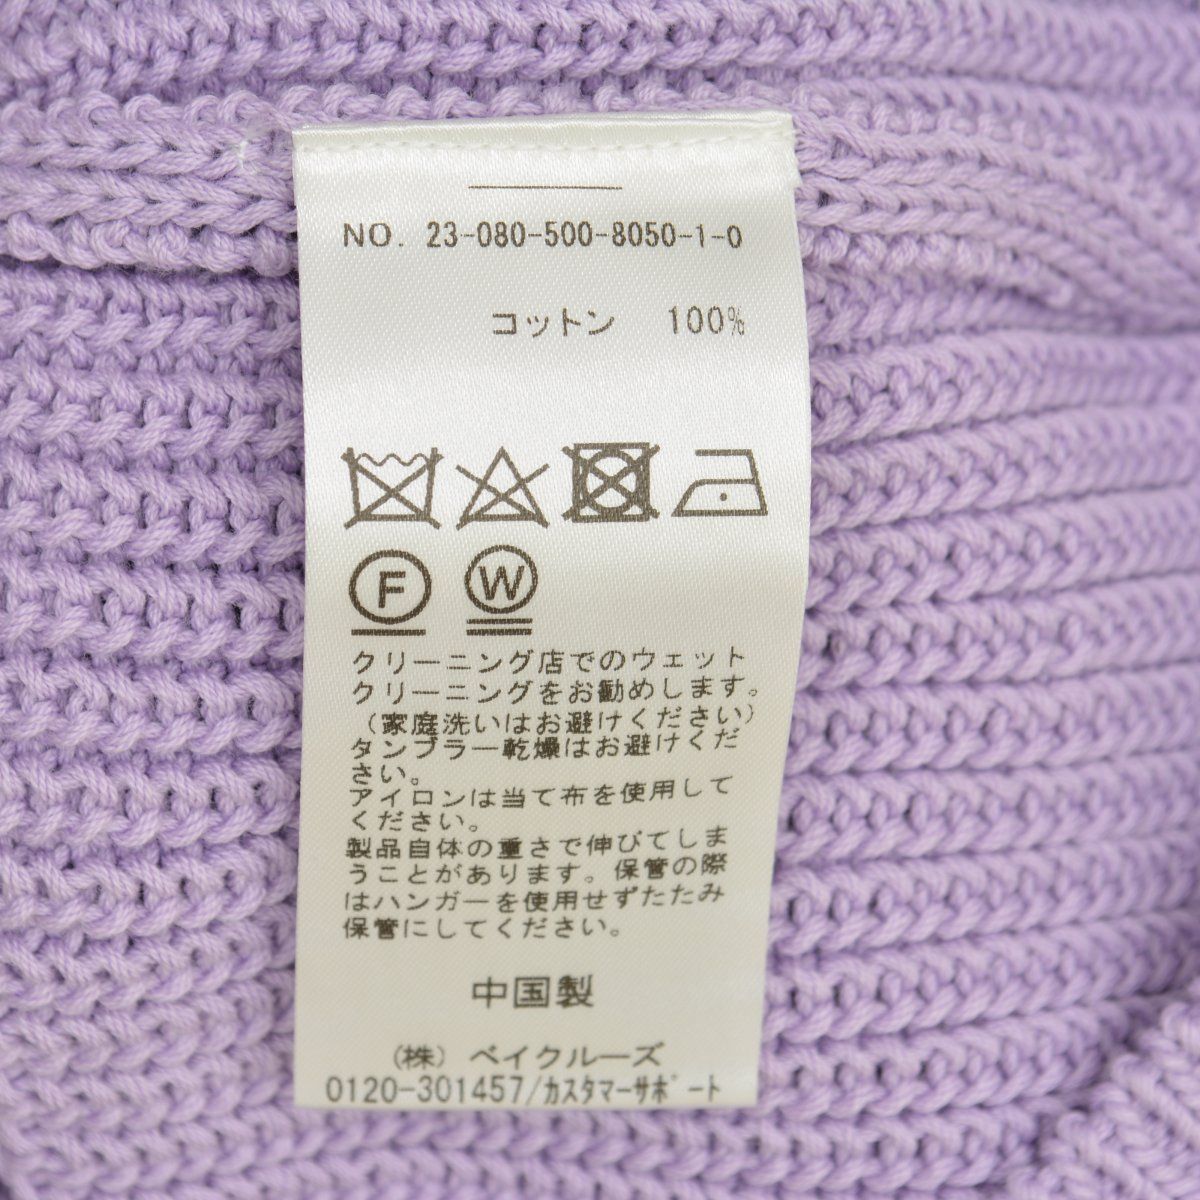 NO. 23-080-500-8050-1-0
コットン 100%
F W
クリーニング店でのウェット
クリーニングをお勧めします。
(家庭洗いはお避けください)
タンブラー乾燥はお避けくだ
さい。
アイロンは当て布を使用して
ください。
製品自体の重さで伸びてしま
うことがあります。保管の際
はハンガーを使用せずたたみ
保管にしてください。
中国製
(株) ベイクルーズ
0120-301457/カスタマーサポート